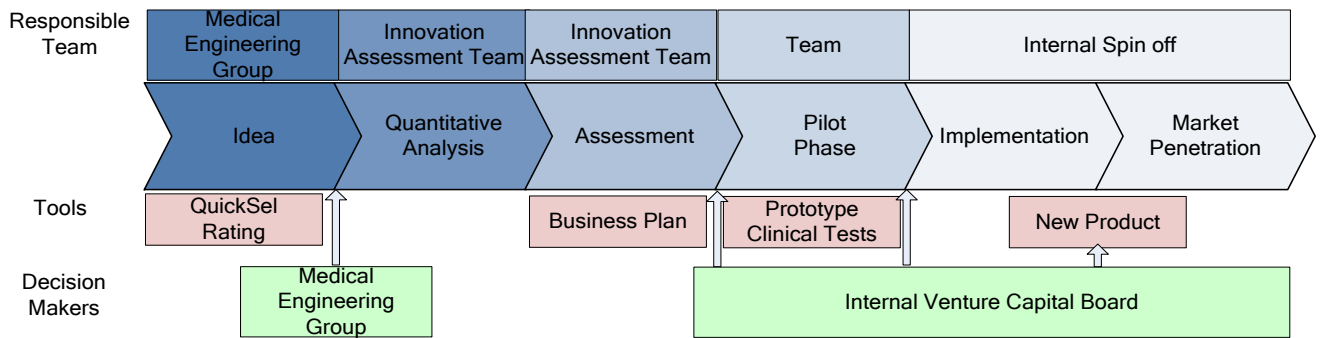 Responsible
Team
Medical
Engineering
Group
Innovation
Assessment Team
Innovation
Assessment Team
Team
Internal Spin off
Idea
Quantitative
Analysis
Assessment
Pilot
Phase
Implementation
Market
Penetration
Tools
QuickSel
Rating
Business Plan
Prototype
Clinical Tests
New Product
Decision
Makers
Medical
Engineering
Group
Internal Venture Capital Board